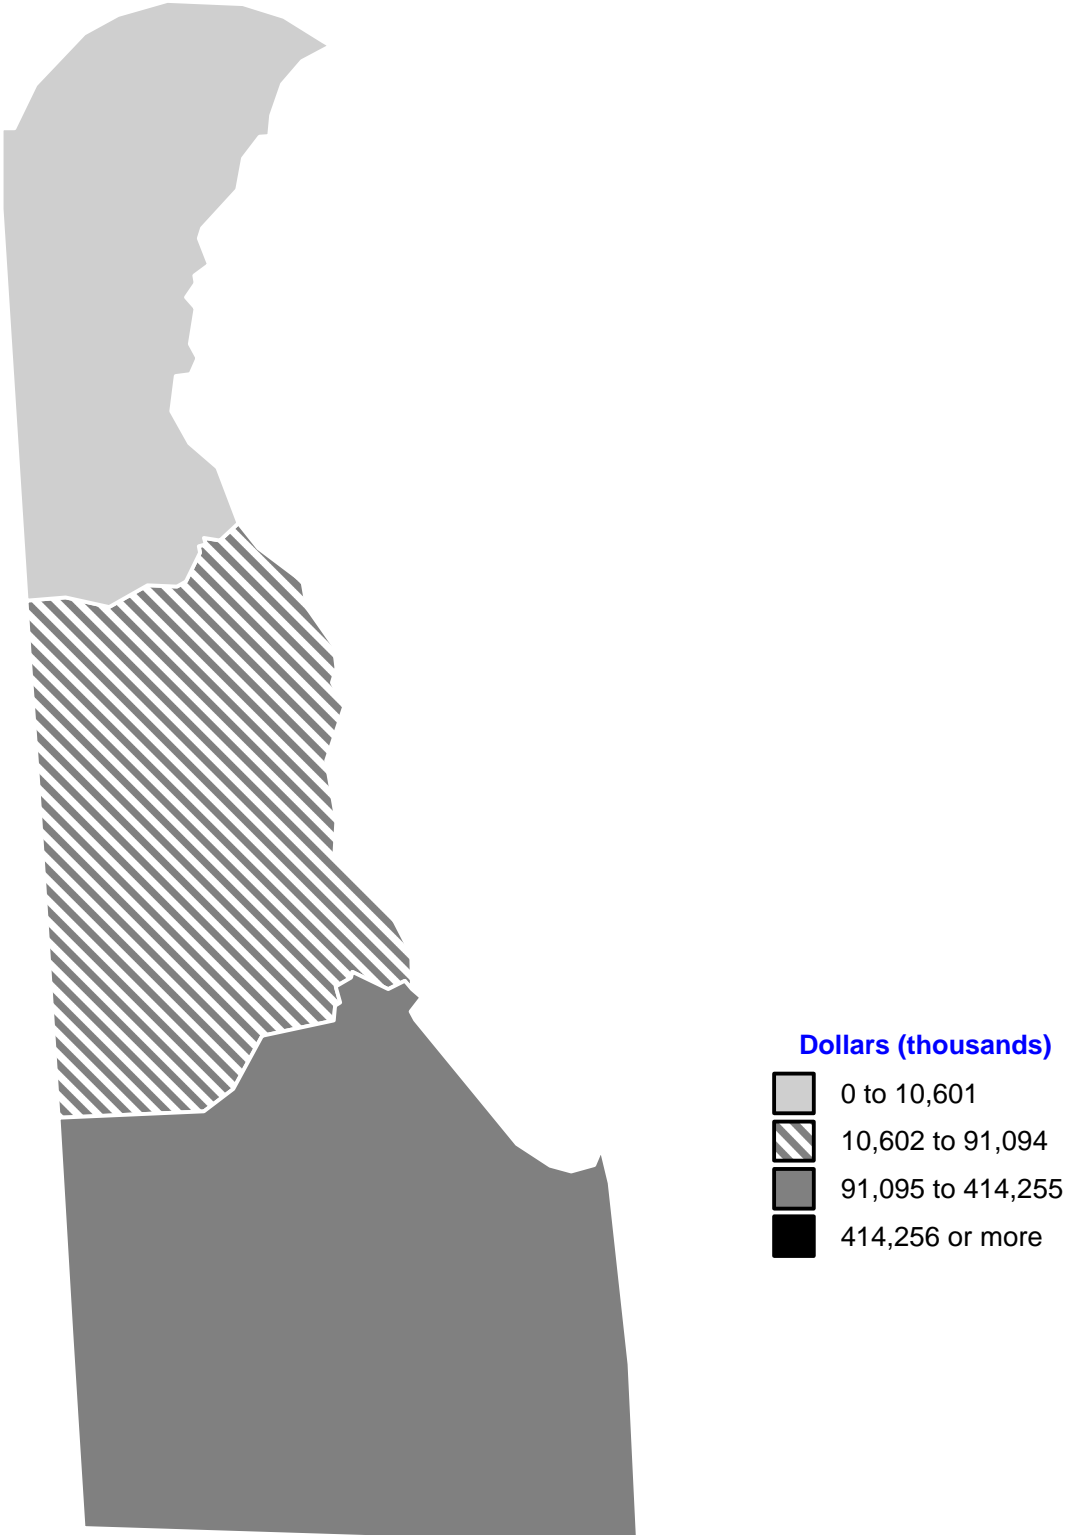 Dollars (thousands)
0 to 10,601
10,602 to 91,094
91,095 to 414,255
414,256 or more